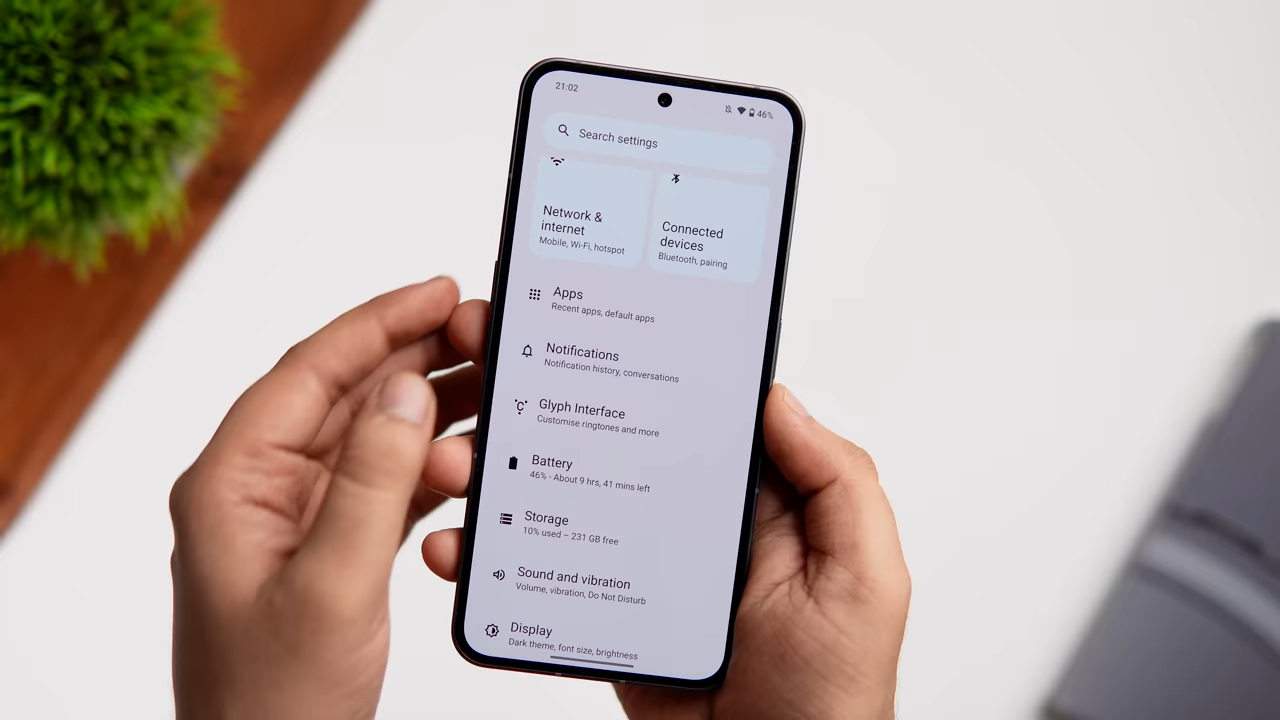 21:02
46%
Search settings
Network &
internet
Mobile, Wi-Fi, hotspot
Connected
devices
Bluetooth, pairing
Apps
Recent apps, default apps
Notifications
Notification history, conversations
Glyph Interface
Customise ringtones and more
Battery
46% - About 9 hrs, 41 mins left
Storage
10% used – 231 GB free
Sound and vibration
Volume, vibration, Do Not Disturb
Display
Dark theme, font size, brightness